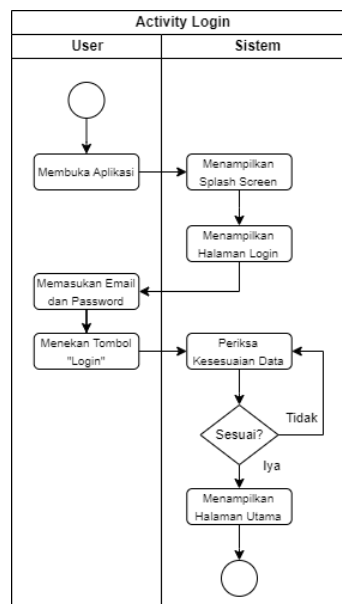 Activity Login
User
Sistem
Membuka Aplikasi
Menampilkan
Splash Screen
Menampilkan
Halaman Login
Memasukan Email
dan Password
Menekan Tombol
"Login"
Periksa
Kesesuaian Data
Sesuai?
Tidak
Iya
Menampilkan
Halaman Utama